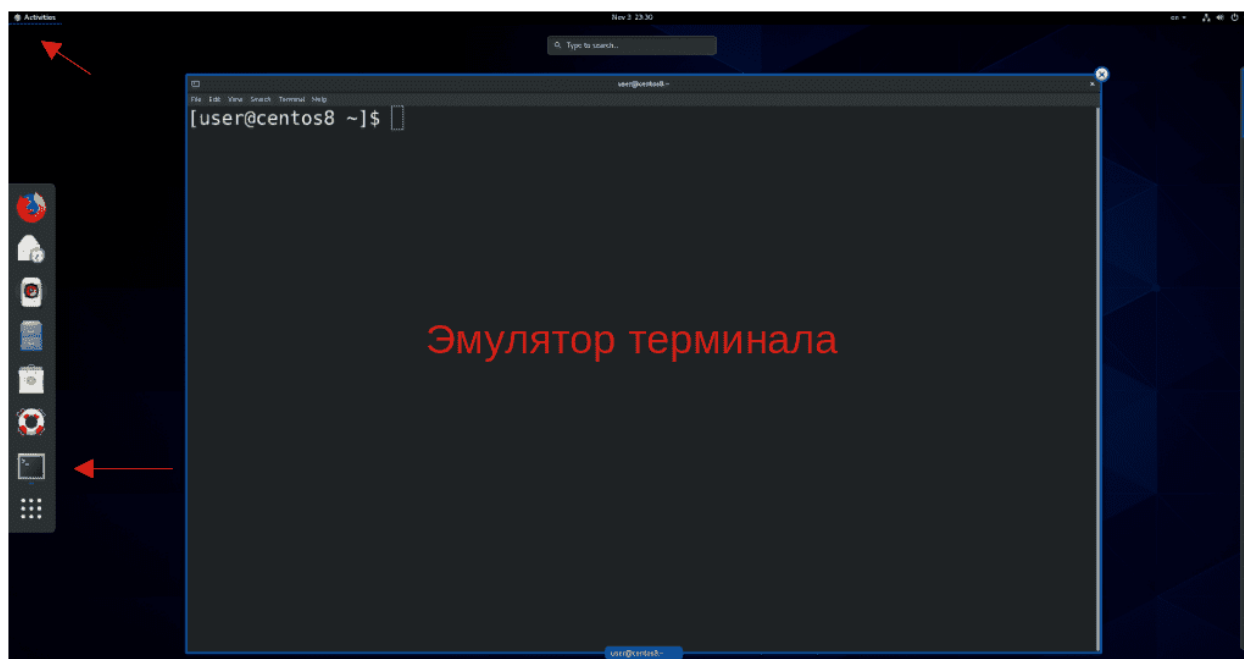 Activities
Nov 3 23:30
en
Type to search...
user@centos8:~
File Edit View Search Terminal Help
[user@centos8 ~]$
Эмулятор терминала
user@centos8:~